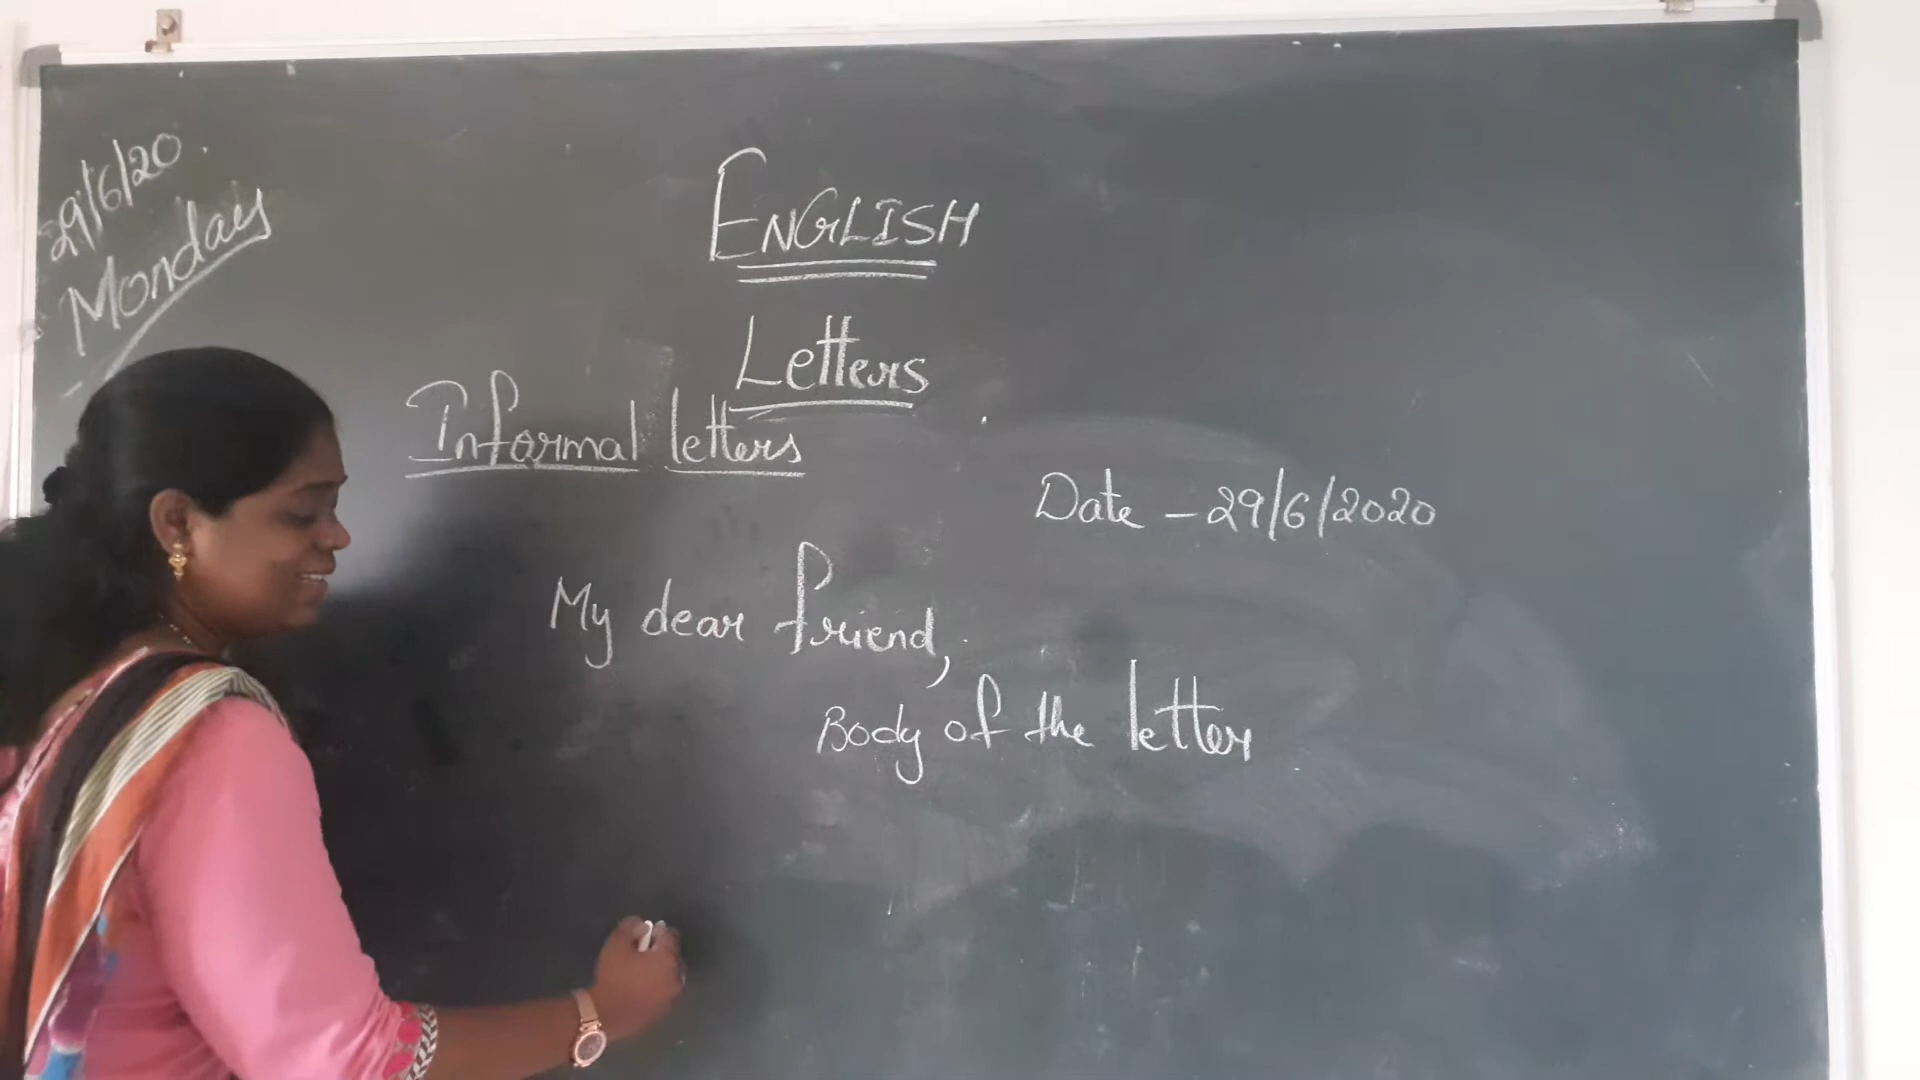 29/6/20.
Monday
ENGLISH
Letters
Informal letters
Date - 29/6/2020
My dear friend,
Body of the letter